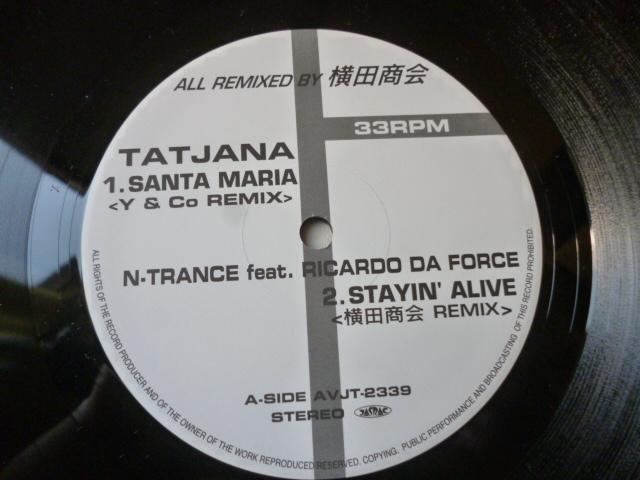 ALL REMIXED BY 横田商会
33RPM
TATJANA
1.SANTA MARIA
<Y & Co REMIX>
N-TRANCE feat. RICARDO DA FORCE
2.STAYIN' ALIVE
<横田商会 REMIX>
A-SIDE AVJT-2339
STEREO JASRAC
ALL RIGHTS OF THE RECORD PRODUCER AND OF THE OWNER OF THE WORK REPRODUCED RESERVED. COPYING. PUBLIC PERFORMANCE AND BROADCASTING OF THIS RECORD PROHIBITED.